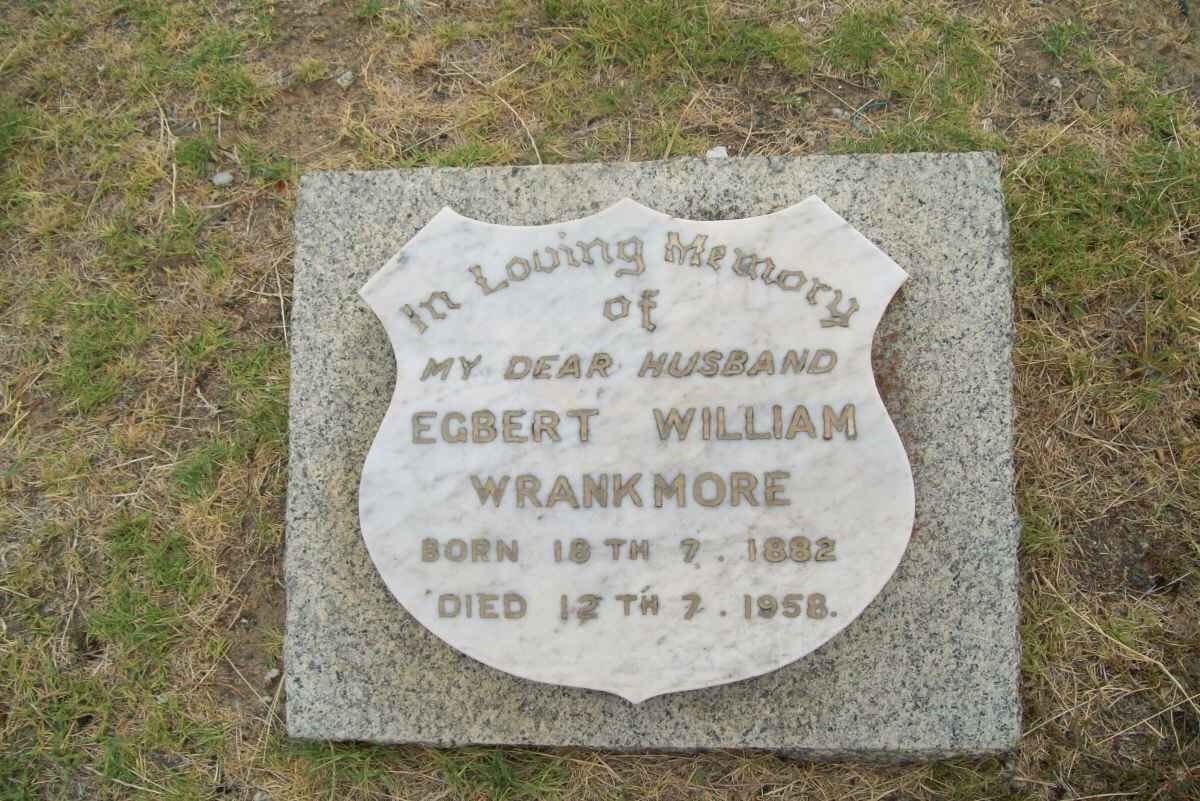 In Loving Memory
of
MY DEAR HUSBAND
EGBERT WILLIAM
WRANKMORE
BORN 18TH 7. 1882
DIED 12TH 7. 1958.